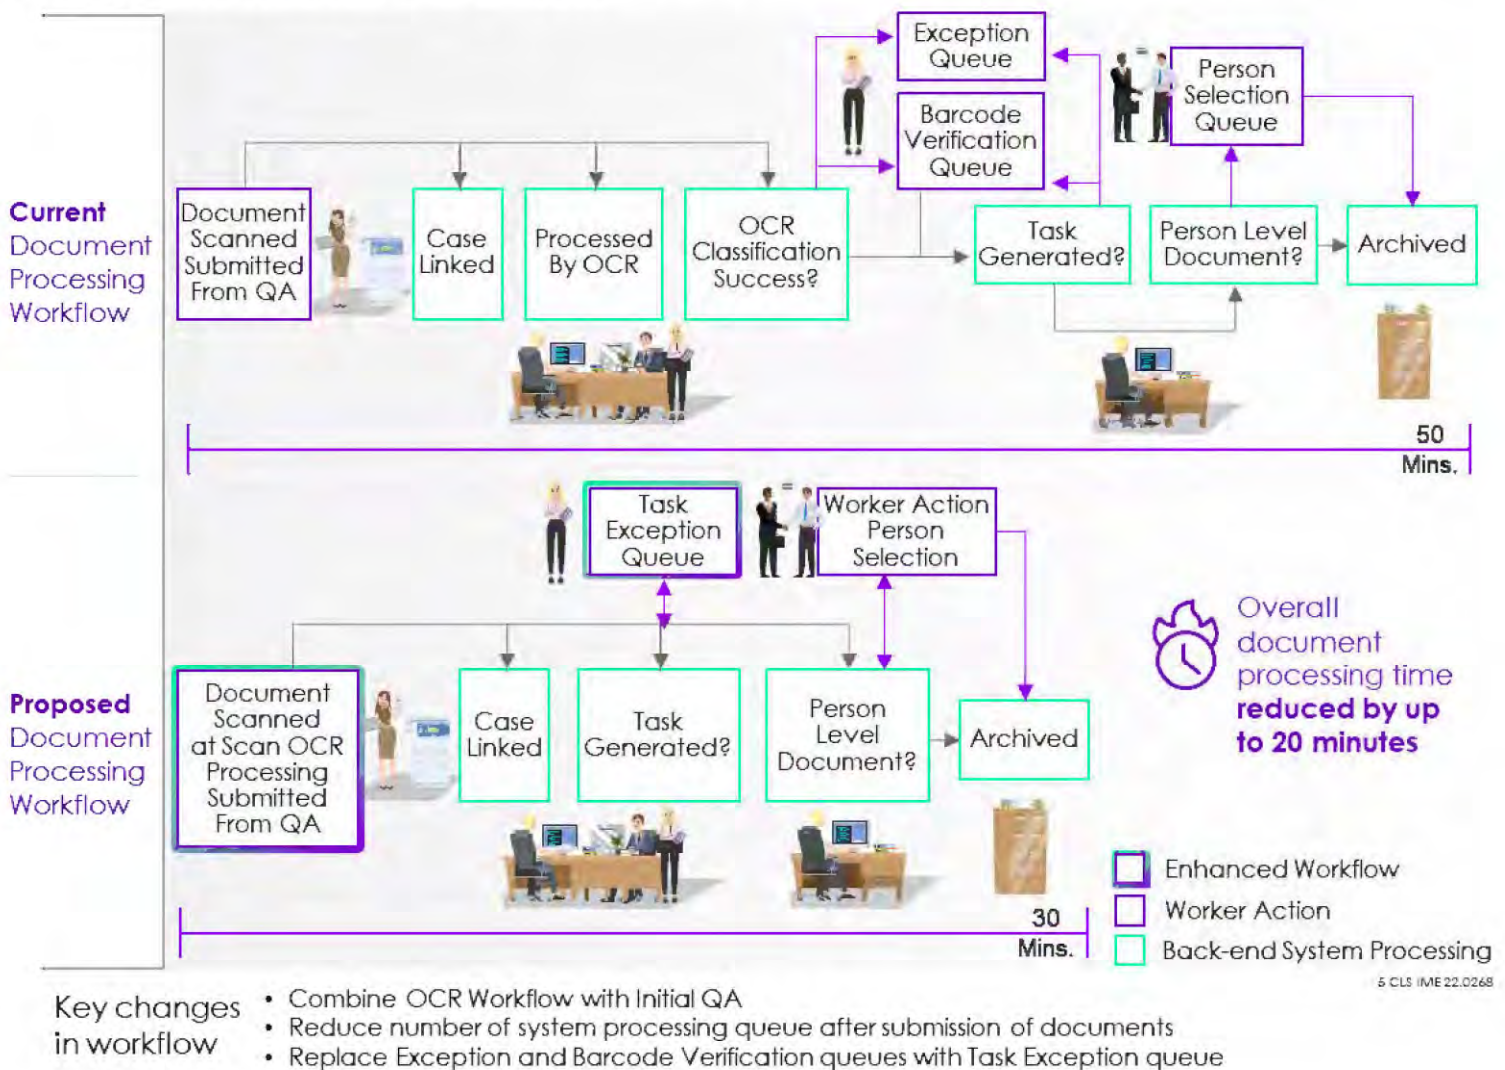 Exception
Queue
Person
Selection
Queue
Barcode
Verification
Queue
Current
Document
Processing
Workflow
Document
Scanned
Submitted
From QA
Case
Linked
Processed
By OCR
OCR
Classification
Success?
Task
Generated?
Person Level
Document?
Archived
50
Mins.
Task
Exception
Queue
Worker Action
Person
Selection
Overall
document
processing time
reduced by up
to 20 minutes
Proposed
Document
Processing
Workflow
Document
Scanned
at Scan OCR
Processing
Submitted
From QA
Case
Linked
Task
Generated?
Person
Level
Document?
Archived
Enhanced Workflow
Worker Action
Back-end System Processing
30
Mins.
5 CLS IME 22.0268
Key changes
in workflow
• Combine OCR Workflow with Initial QA
• Reduce number of system processing queue after submission of documents
• Replace Exception and Barcode Verification queues with Task Exception queue